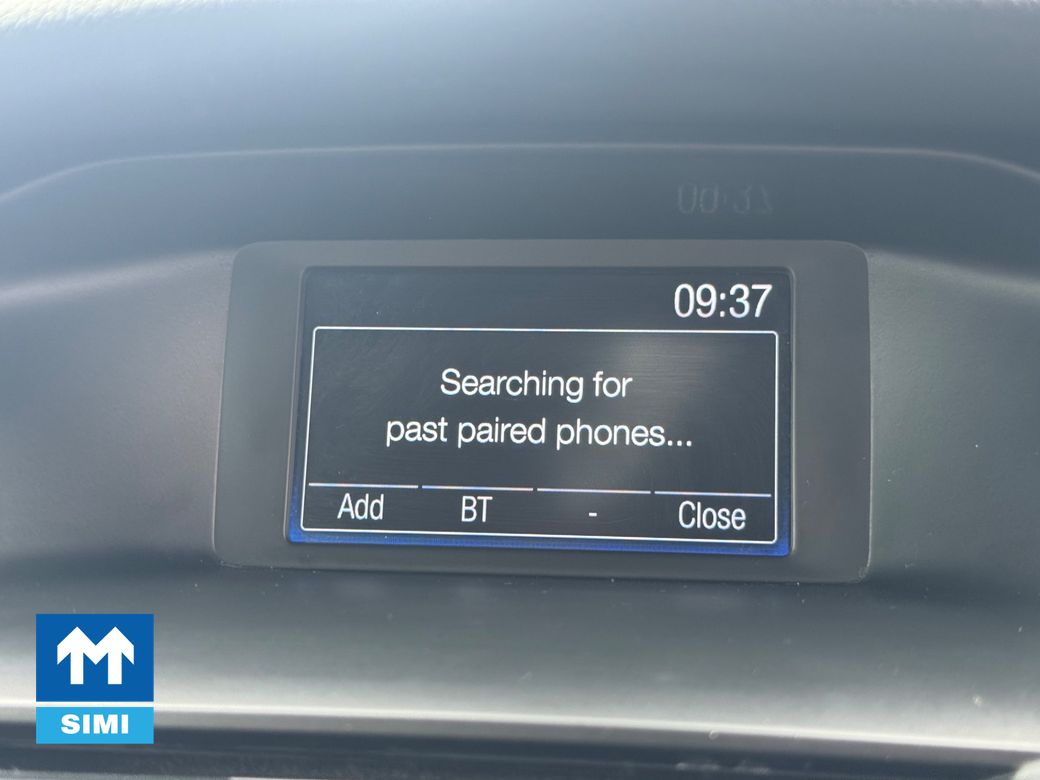 09:37
Searching for
past paired phones...
Add BT - Close
SIMI